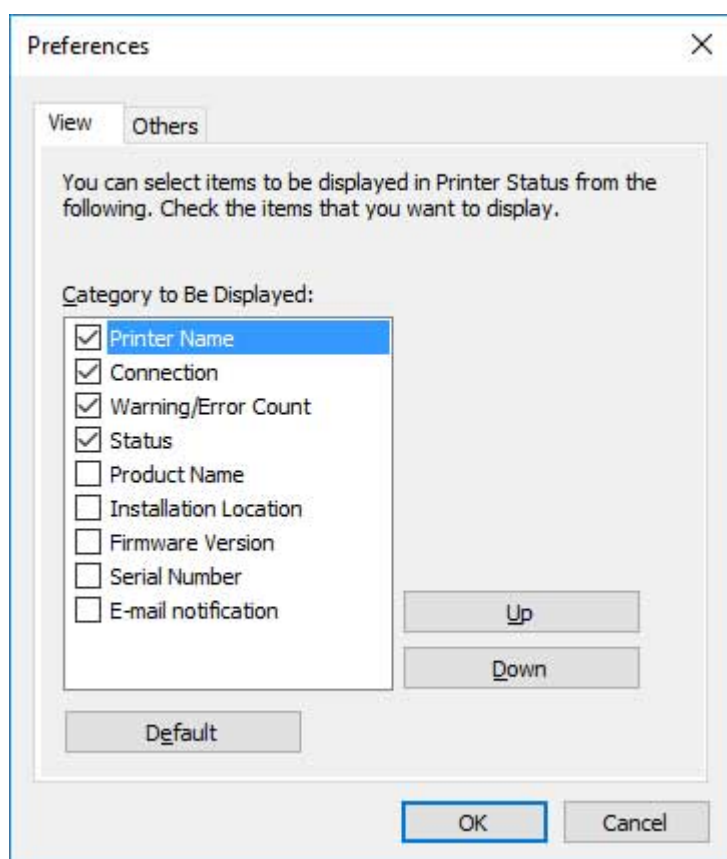 Preferences
View
Others
You can select items to be displayed in Printer Status from the
following. Check the items that you want to display.
Category to Be Displayed:
Printer Name
Connection
Warning/Error Count
Status
Product Name
Installation Location
Firmware Version
Serial Number
E-mail notification
Up
Down
Default
OK
Cancel